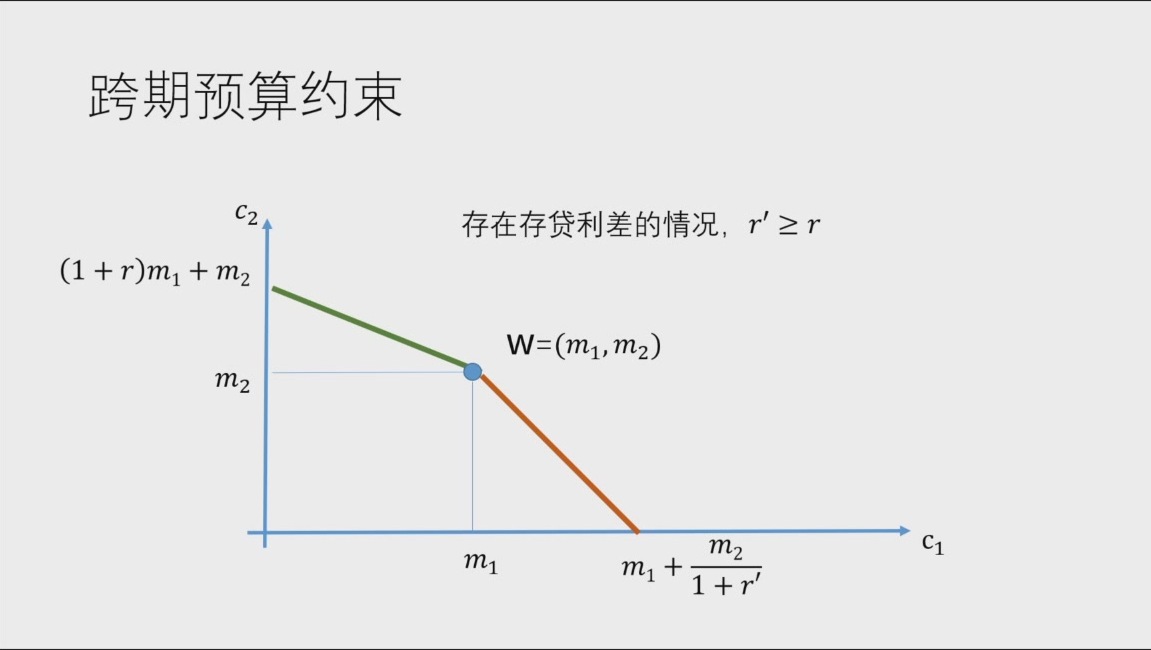 跨期预算约束
存在存贷利差的情况，r′ ≥ r
c₂
(1 + r)m₁ + m₂
W=(m₁, m₂)
m₂
m₁
m₁ + m₂/(1 + r′)
c₁